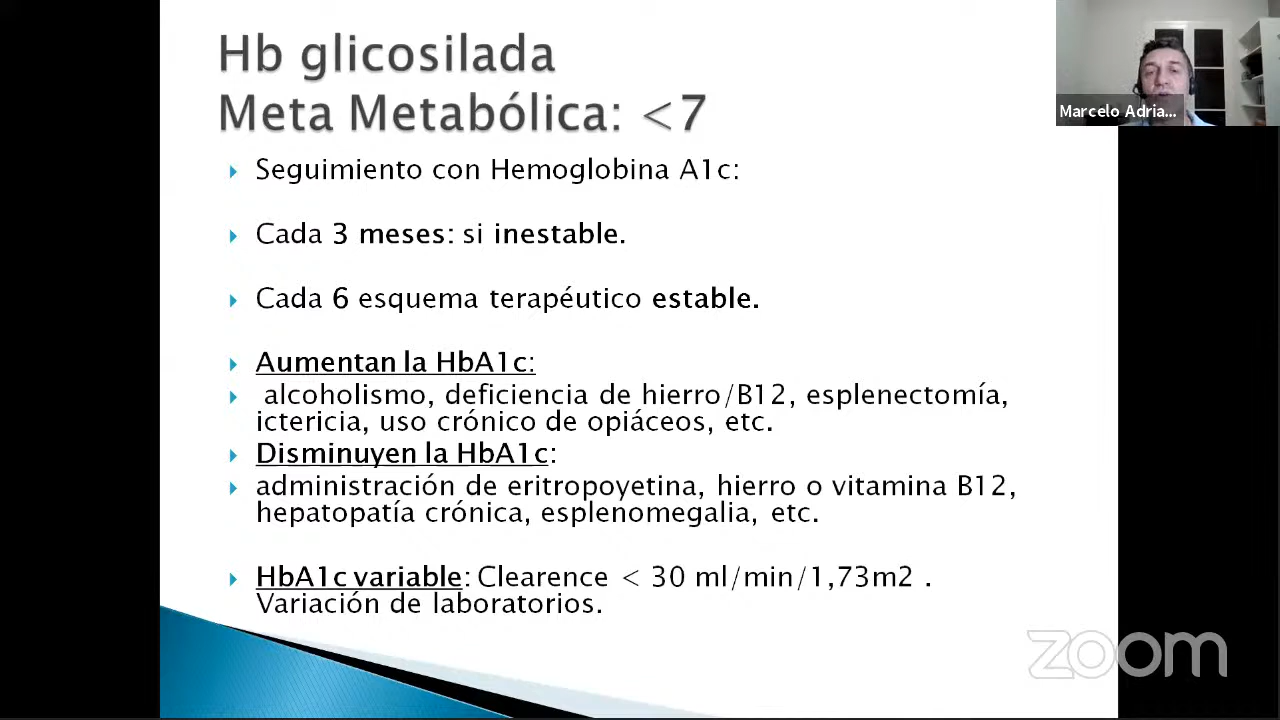 Hb glicosilada
Meta Metabólica: <7
Marcelo Adria...
Seguimiento con Hemoglobina A1c:
Cada 3 meses: si inestable.
Cada 6 esquema terapéutico estable.
Aumentan la HbA1c:
alcoholismo, deficiencia de hierro/B12, esplenectomía,
ictericia, uso crónico de opiáceos, etc.
Disminuyen la HbA1c:
administración de eritropoyetina, hierro o vitamina B12,
hepatopatía crónica, esplenomegalia, etc.
HbA1c variable: Clearence < 30 ml/min/1,73m2 .
Variación de laboratorios.
zoom